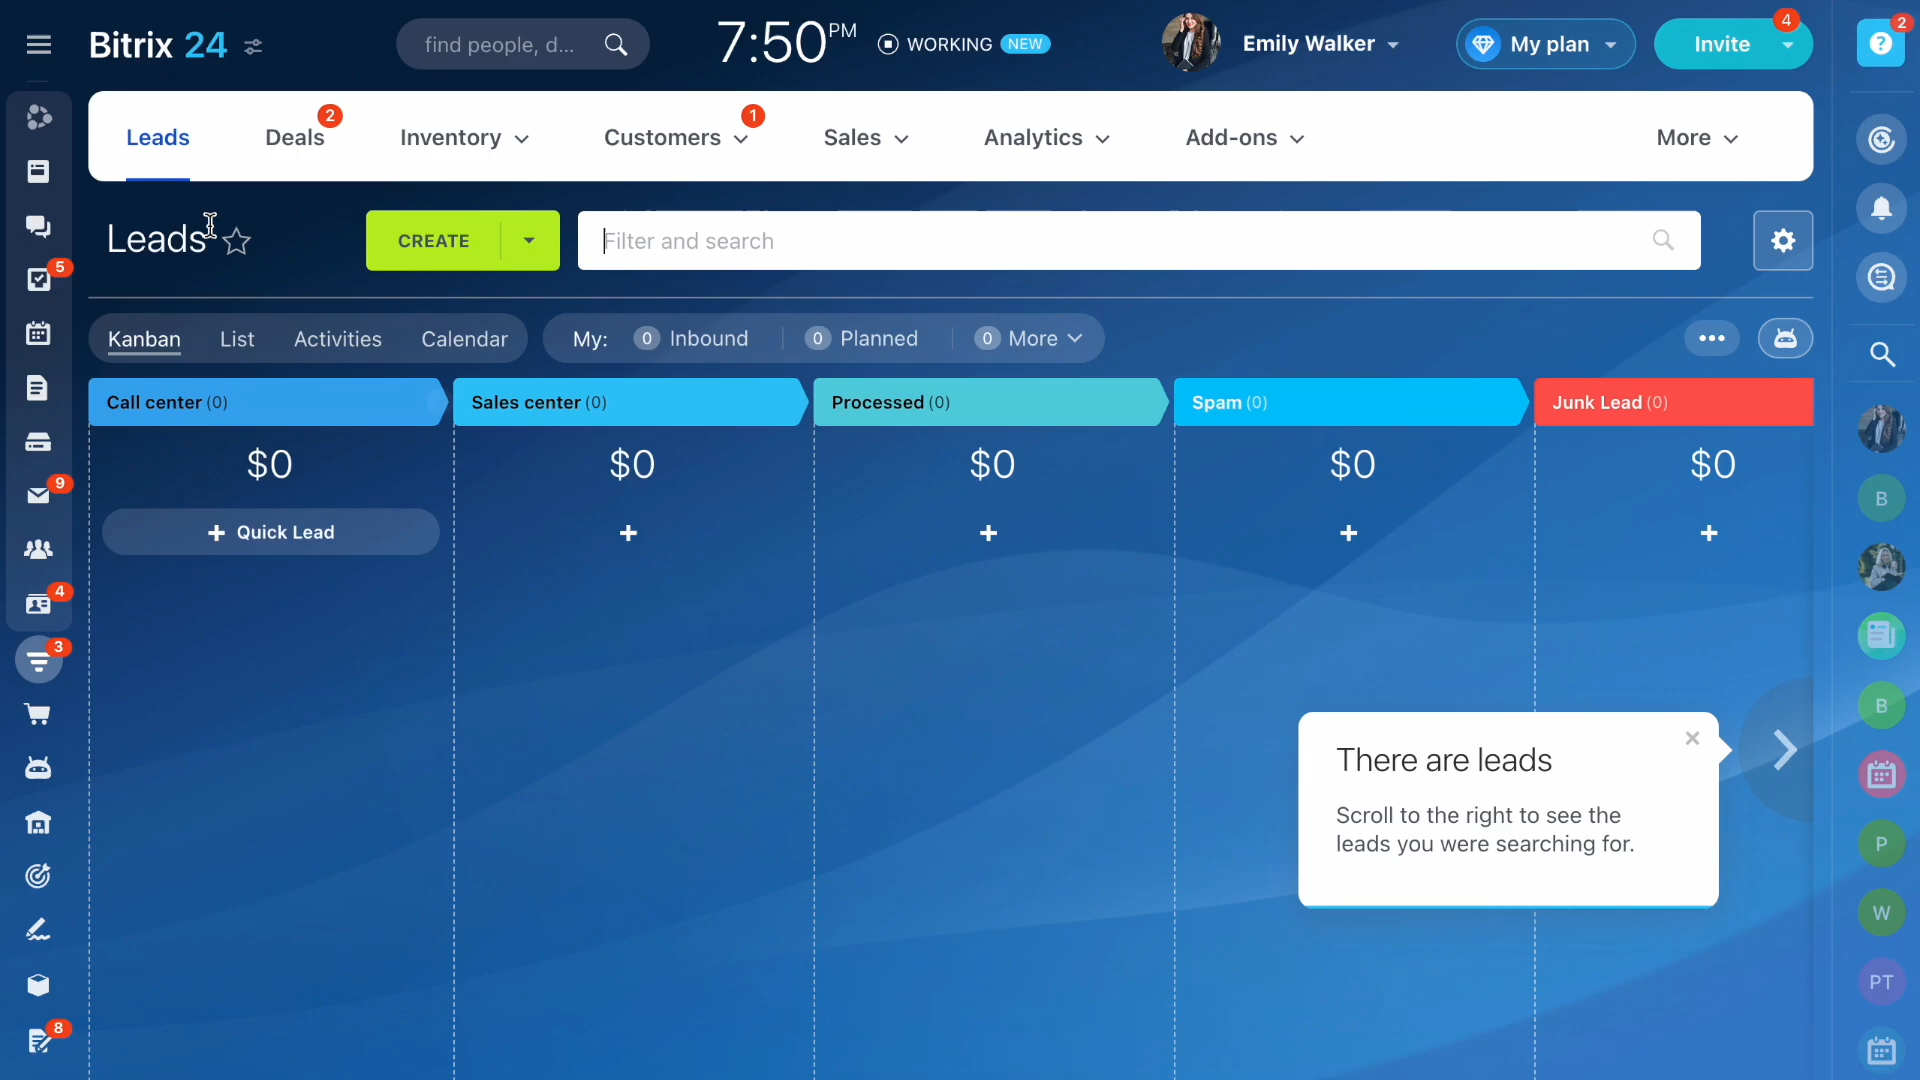 Bitrix 24
find people, d...
7:50 PM
WORKING NEW
Emily Walker
My plan
Invite
4
2
Leads
Deals
2
Inventory
Customers
1
Sales
Analytics
Add-ons
More
Leads
CREATE
Filter and search
Kanban
List
Activities
Calendar
My:
0 Inbound
0 Planned
0 More
Call center (0)
Sales center (0)
Processed (0)
Spam (0)
Junk Lead (0)
$0
$0
$0
$0
$0
+ Quick Lead
+
+
+
+
There are leads
Scroll to the right to see the
leads you were searching for.
5
9
4
3
8
B
B
P
W
PT